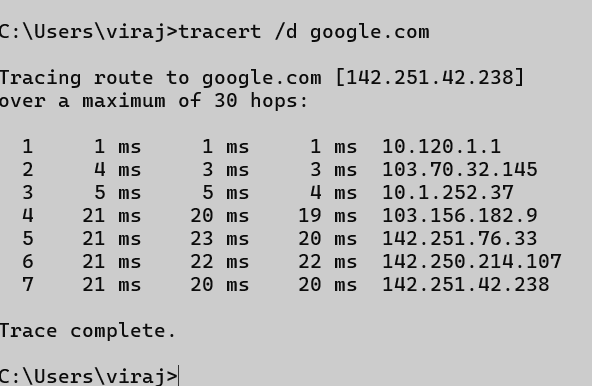 C:\Users\viraj>tracert /d google.com
Tracing route to google.com [142.251.42.238]
over a maximum of 30 hops:
1 1 ms 1 ms 1 ms 10.120.1.1
2 4 ms 3 ms 3 ms 103.70.32.145
3 5 ms 5 ms 4 ms 10.1.252.37
4 21 ms 20 ms 19 ms 103.156.182.9
5 21 ms 23 ms 20 ms 142.251.76.33
6 21 ms 22 ms 22 ms 142.250.214.107
7 21 ms 20 ms 20 ms 142.251.42.238
Trace complete.
C:\Users\viraj>